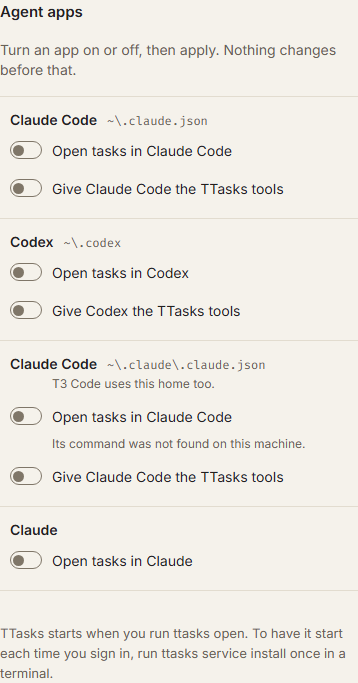 Agent apps
Turn an app on or off, then apply. Nothing changes
before that.
Claude Code ~\.claude.json
Open tasks in Claude Code
Give Claude Code the TTasks tools
Codex ~\.codex
Open tasks in Codex
Give Codex the TTasks tools
Claude Code ~\.claude\.claude.json
T3 Code uses this home too.
Open tasks in Claude Code
Its command was not found on this machine.
Give Claude Code the TTasks tools
Claude
Open tasks in Claude
TTasks starts when you run ttasks open. To have it start
each time you sign in, run ttasks service install once in a
terminal.